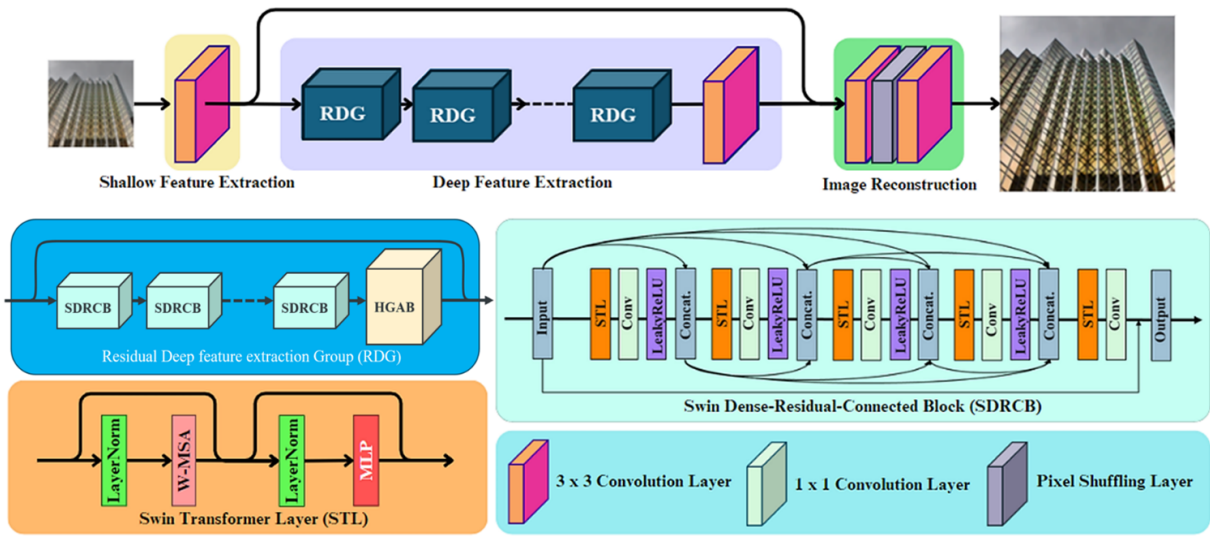 RDG
RDG
RDG
Shallow Feature Extraction
Deep Feature Extraction
Image Reconstruction
SDRCB
SDRCB
SDRCB
HGAB
Residual Deep feature extraction Group (RDG)
Input
STL
Conv
LeakyReLU
Concat.
STL
Conv
LeakyReLU
Concat.
STL
Conv
LeakyReLU
Concat.
STL
Conv
LeakyReLU
Concat.
STL
Conv
Output
Swin Dense-Residual-Connected Block (SDRCB)
LayerNorm
W-MSA
LayerNorm
MLP
Swin Transformer Layer (STL)
3 x 3 Convolution Layer
1 x 1 Convolution Layer
Pixel Shuffling Layer